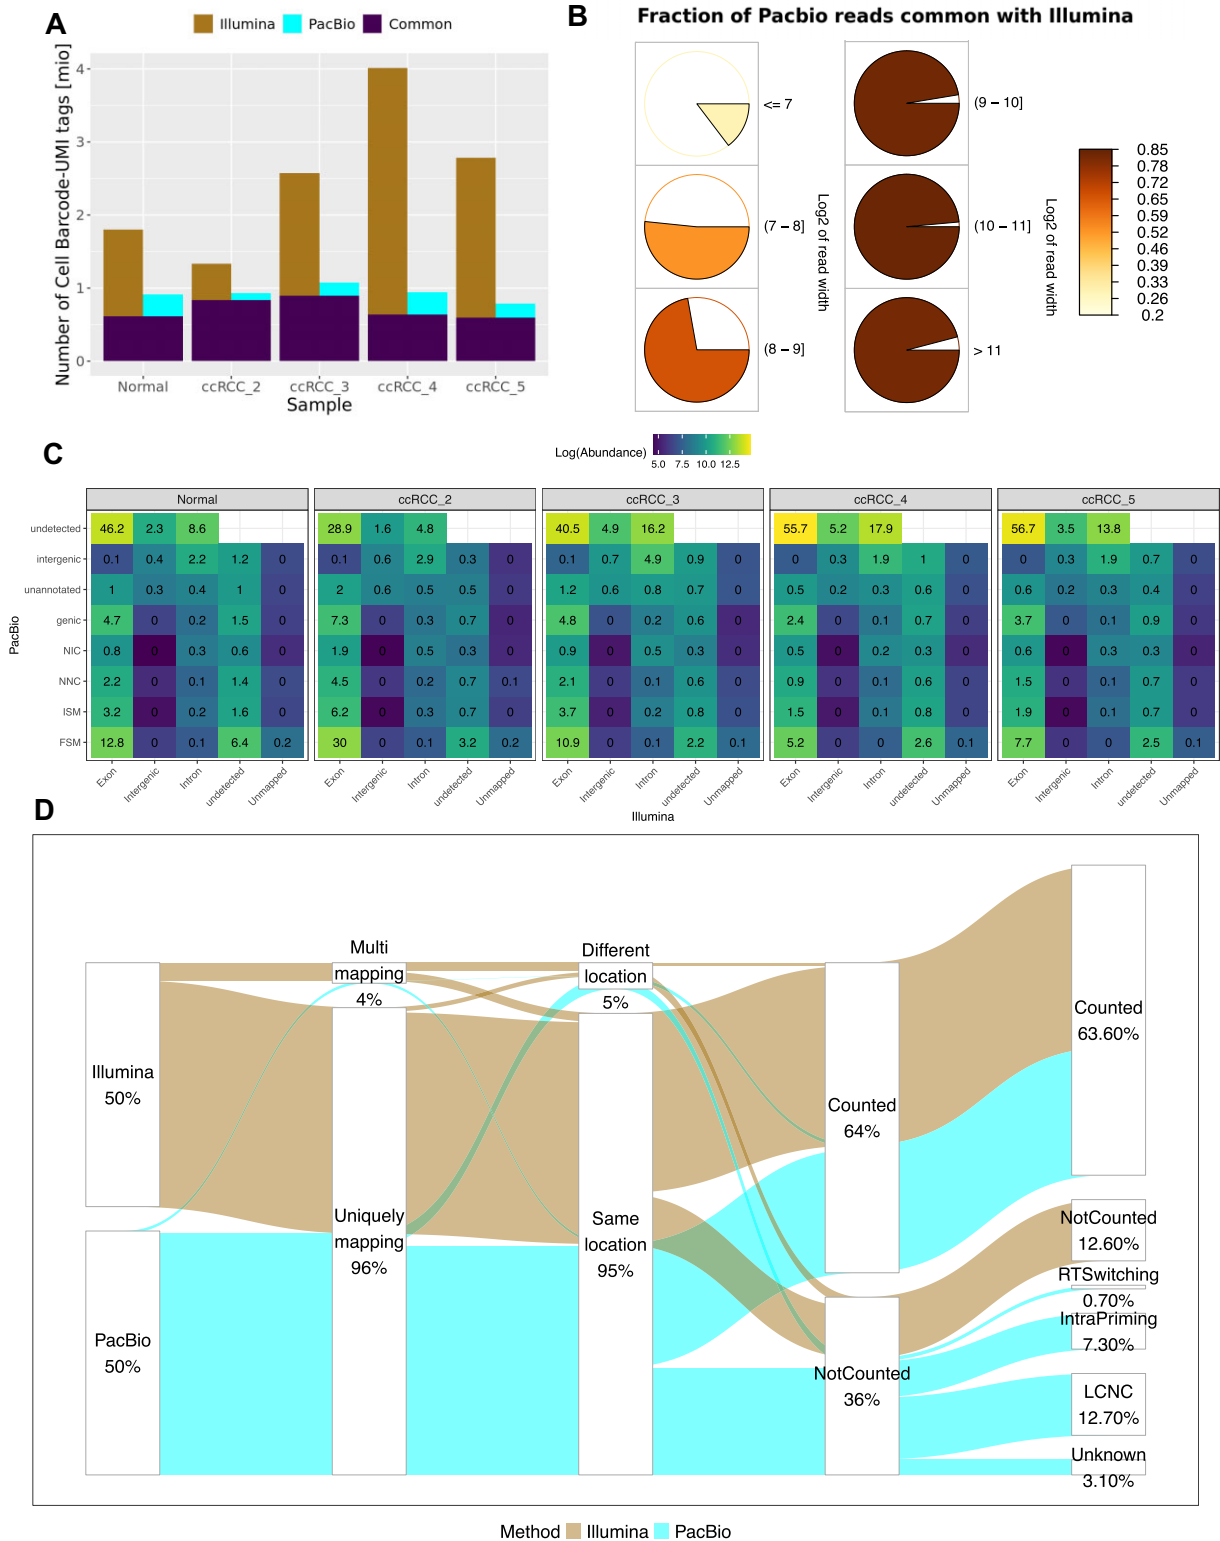 A
Illumina PacBio Common
Number of Cell Barcode-UMI tags [mio]
4
3
2
1
0
Normal ccRCC_2 ccRCC_3 ccRCC_4 ccRCC_5
Sample
B
Fraction of Pacbio reads common with Illumina
<= 7
(7 – 8]
(8 – 9]
Log2 of read width
(9 – 10]
(10 – 11]
> 11
Log2 of read width
0.85
0.78
0.72
0.65
0.59
0.52
0.46
0.39
0.33
0.26
0.2
C
Log(Abundance)
5.0 7.5 10.0 12.5
Normal ccRCC_2 ccRCC_3 ccRCC_4 ccRCC_5
PacBio
undetected 46.2 2.3 8.6 28.9 1.6 4.8 40.5 4.9 16.2 55.7 5.2 17.9 56.7 3.5 13.8
intergenic 0.1 0.4 2.2 1.2 0 0.1 0.6 2.9 0.3 0 0.1 0.7 4.9 0.9 0 0 0.3 1.9 1 0 0 0.3 1.9 0.7 0
unannotated 1 0.3 0.4 1 0 2 0.6 0.5 0.5 0 1.2 0.6 0.8 0.7 0 0.5 0.2 0.3 0.6 0 0.6 0.2 0.3 0.4 0
genic 4.7 0 0.2 1.5 0 7.3 0 0.3 0.7 0 4.8 0 0.2 0.6 0 2.4 0 0.1 0.7 0 3.7 0 0.1 0.9 0
NIC 0.8 0 0.3 0.6 0 1.9 0 0.4 0.3 0 0.9 0 0.5 0.3 0 0.5 0 0.2 0.3 0 0.6 0 0.3 0.3 0
NNC 2.2 0 0.1 1.4 0 4.5 0 0.2 0.7 0.1 2.1 0 0.1 0.6 0 0.9 0 0.1 0.6 0 1.5 0 0.1 0.7 0
ISM 3.2 0 0.2 1.6 0 6.2 0 0.3 0.7 0 3.7 0 0.2 0.8 0 1.5 0 0.1 0.8 0 1.9 0 0.1 0.7 0
FSM 12.8 0 0.1 6.4 0.2 30 0 0.1 3.2 0.2 10.9 0 0.1 2.2 0.1 5.2 0 0 2.6 0.1 7.7 0 0 2.5 0.1
Exon Intergenic Intron undetected Unmapped Exon Intergenic Intron undetected Unmapped Exon Intergenic Intron undetected Unmapped Exon Intergenic Intron undetected Unmapped Exon Intergenic Intron undetected Unmapped
Illumina
D
Illumina
50%
PacBio
50%
Multi
mapping
4%
Uniquely
mapping
96%
Different
location
5%
Same
location
95%
Counted
64%
NotCounted
36%
Counted
63.60%
NotCounted
12.60%
RTSwitching
0.70%
IntraPriming
7.30%
LCNC
12.70%
Unknown
3.10%
Method Illumina PacBio